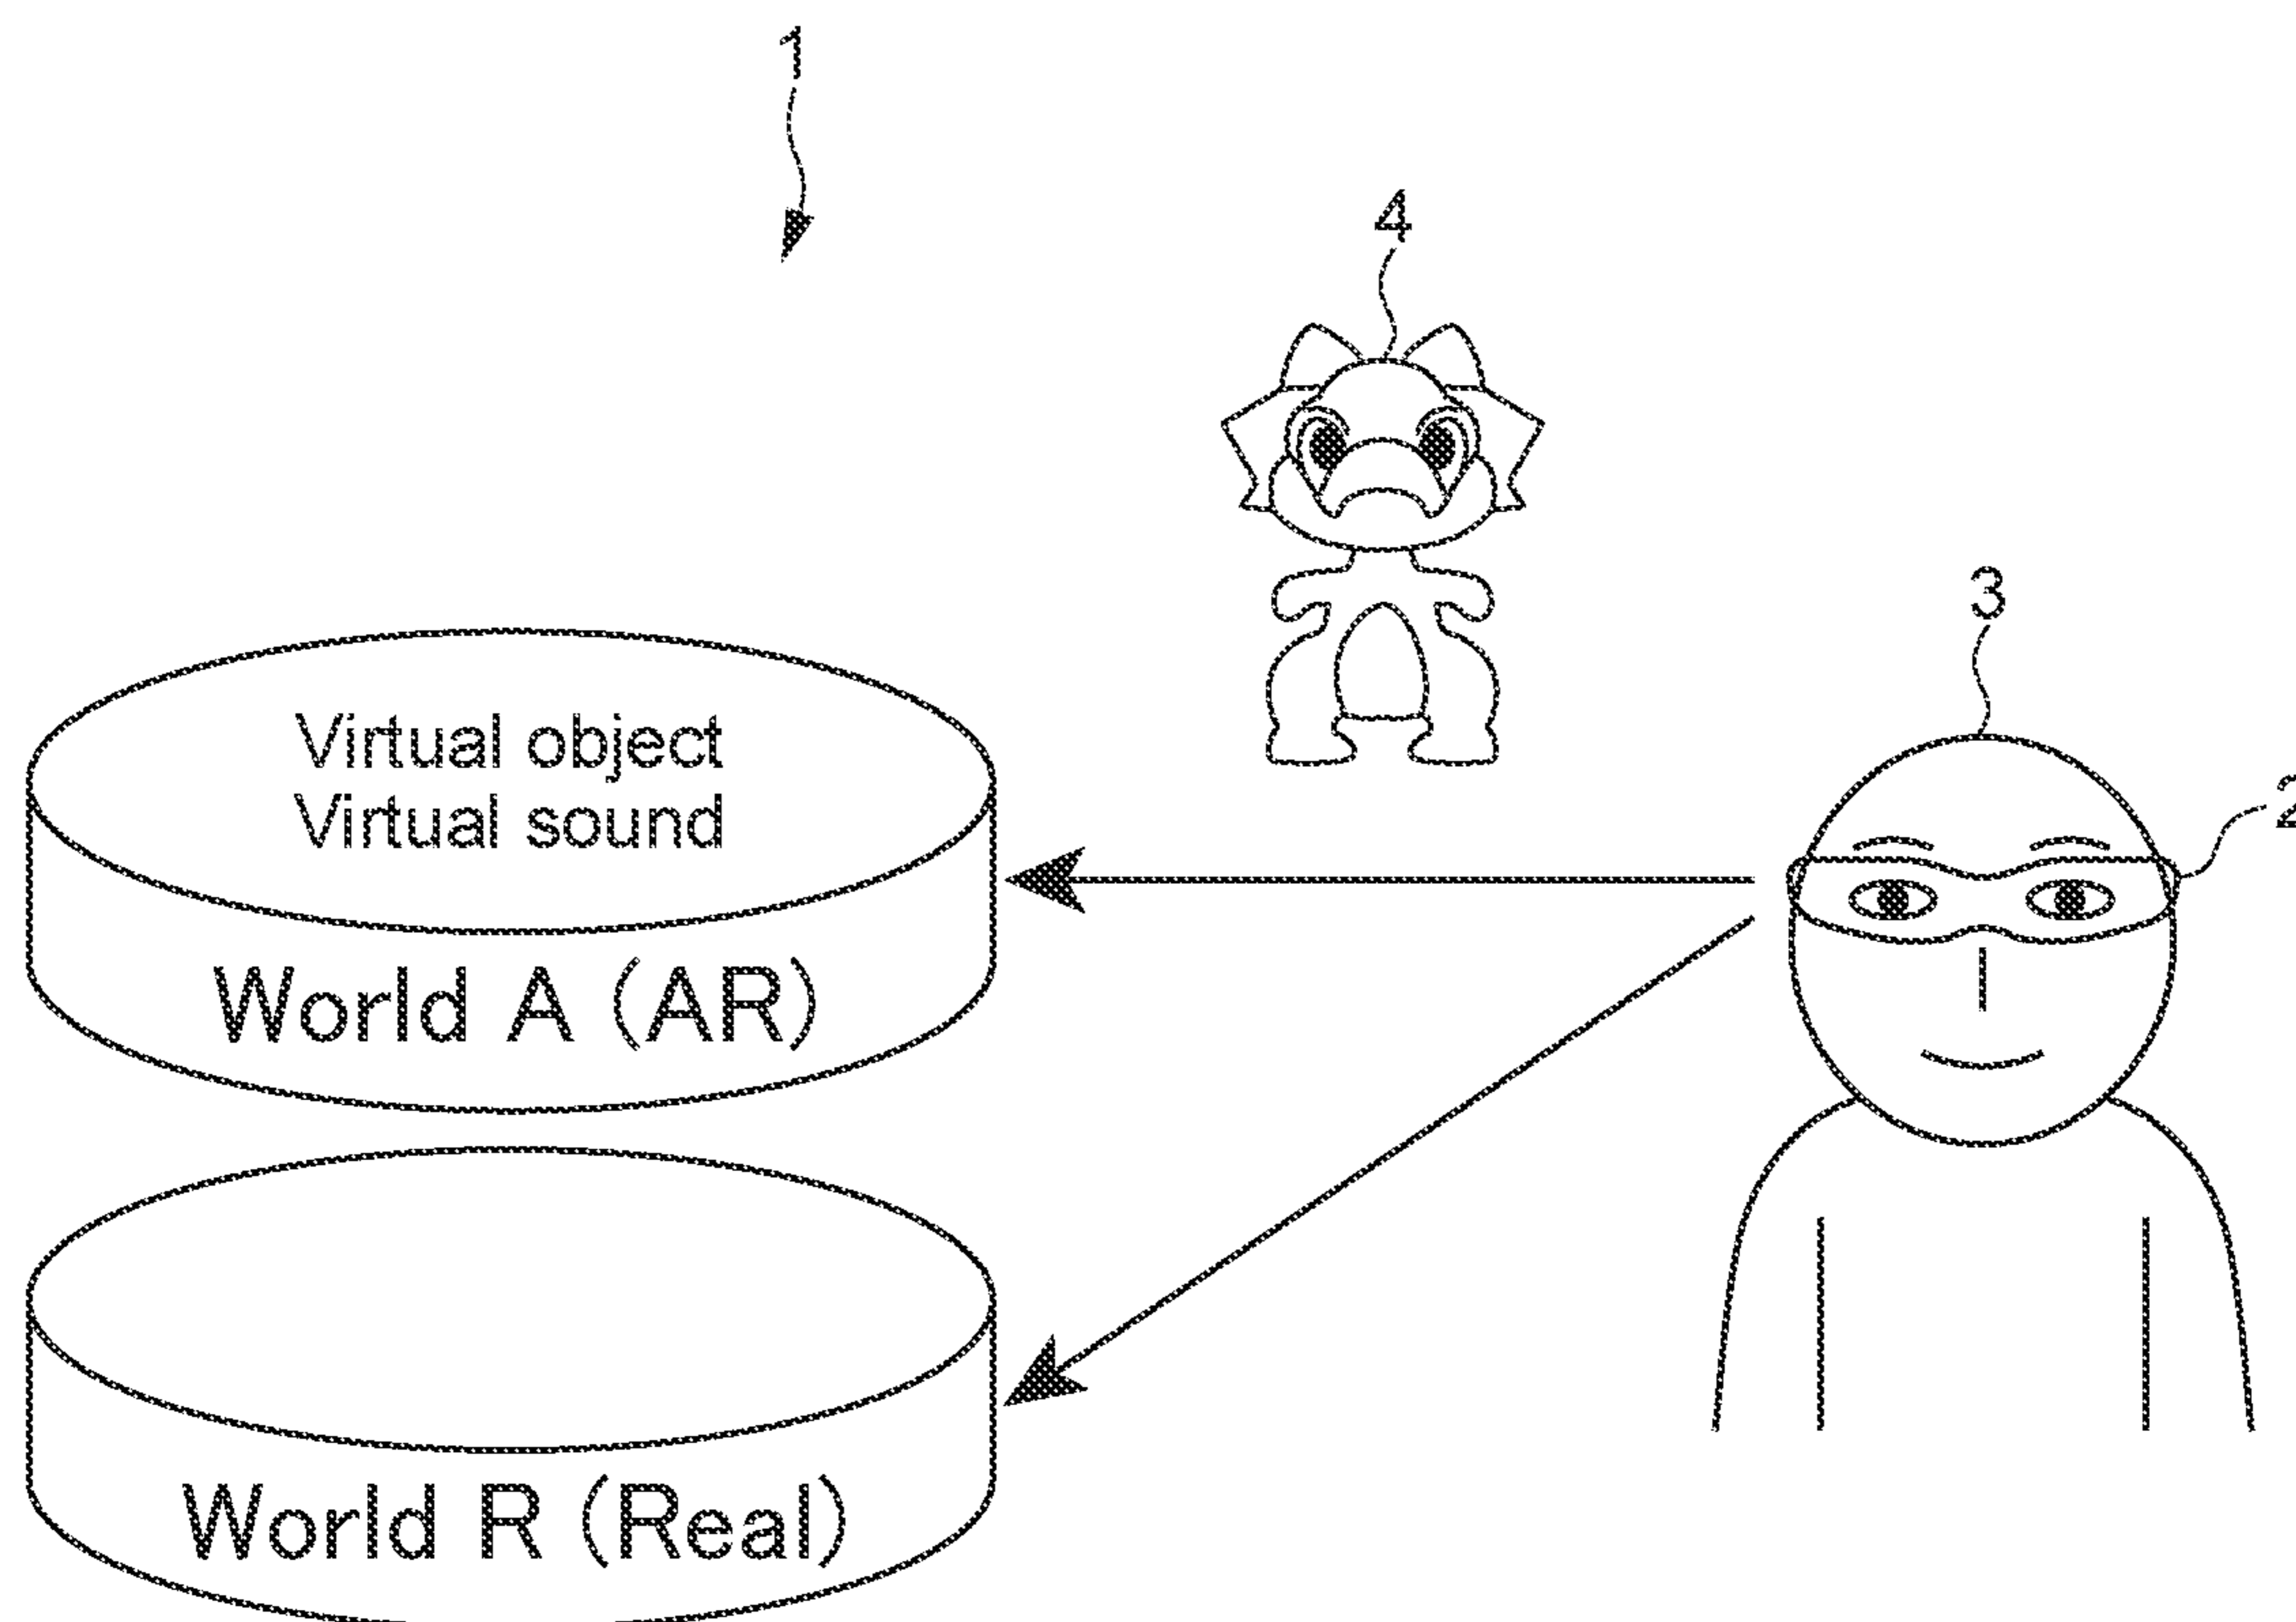 1
4
3
2
Virtual object
Virtual sound
World A (AR)
World R (Real)